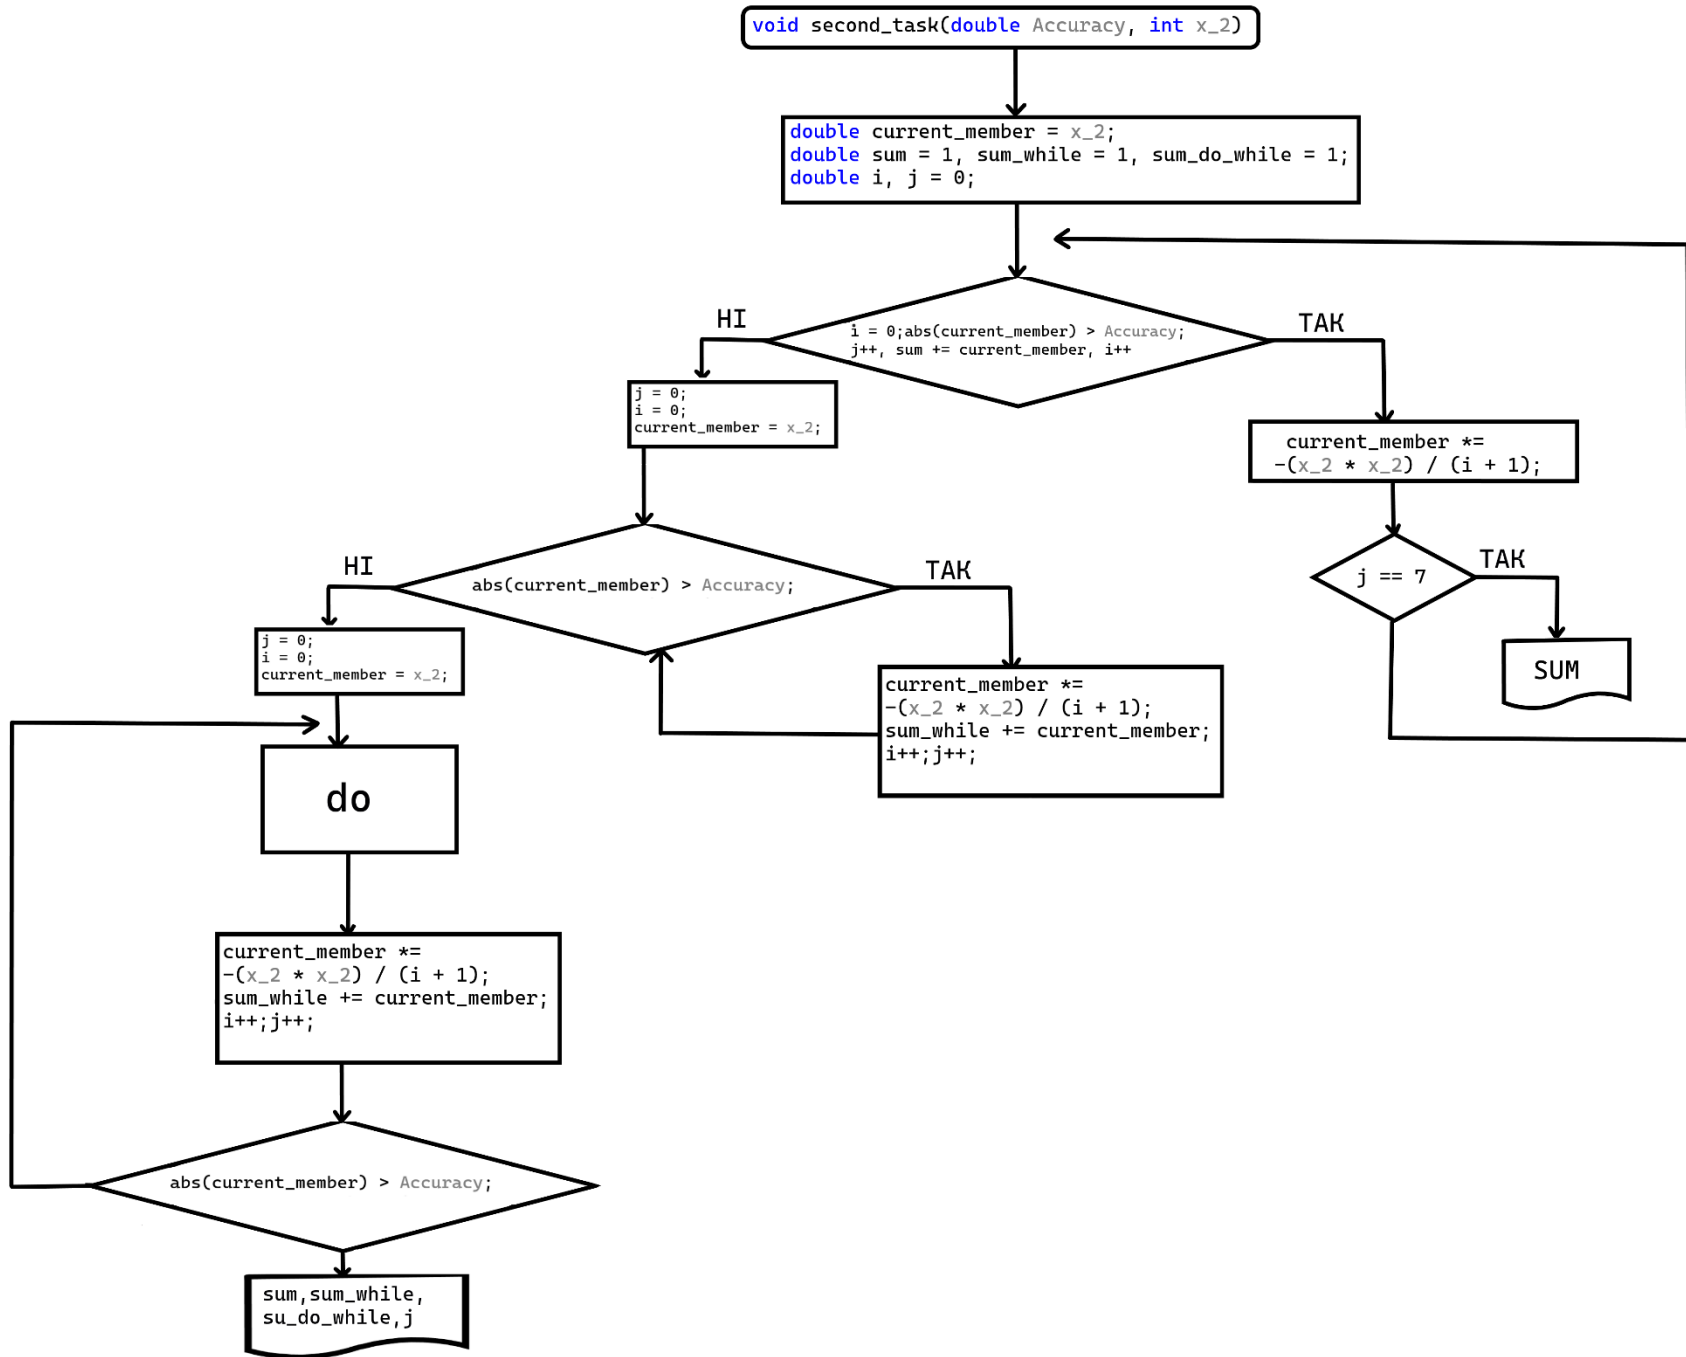 void second_task(double Accuracy, int x_2)
double current_member = x_2;
double sum = 1, sum_while = 1, sum_do_while = 1;
double i, j = 0;
НІ
ТАК
i = 0;abs(current_member) > Accuracy;
j++, sum += current_member, i++
j = 0;
i = 0;
current_member = x_2;
current_member *=
-(x_2 * x_2) / (i + 1);
j == 7
ТАК
SUM
НІ
ТАК
abs(current_member) > Accuracy;
j = 0;
i = 0;
current_member = x_2;
current_member *=
-(x_2 * x_2) / (i + 1);
sum_while += current_member;
i++;j++;
do
current_member *=
-(x_2 * x_2) / (i + 1);
sum_while += current_member;
i++;j++;
abs(current_member) > Accuracy;
sum,sum_while,
su_do_while,j